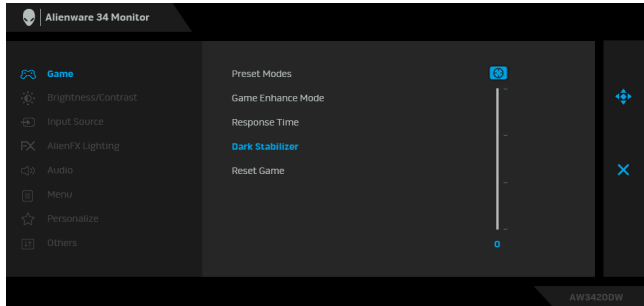 Alienware 34 Monitor
Game
Brightness/Contrast
Input Source
FX AlienFX Lighting
Audio
Menu
Personalize
Others
Preset Modes
Game Enhance Mode
Response Time
Dark Stabilizer
Reset Game
0
AW3420DW